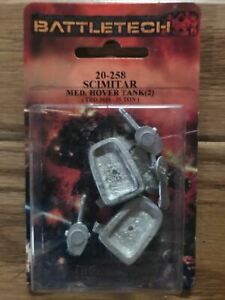 BATTLETECH
20-258
SCIMITAR
MED. HOVER TANK(2)